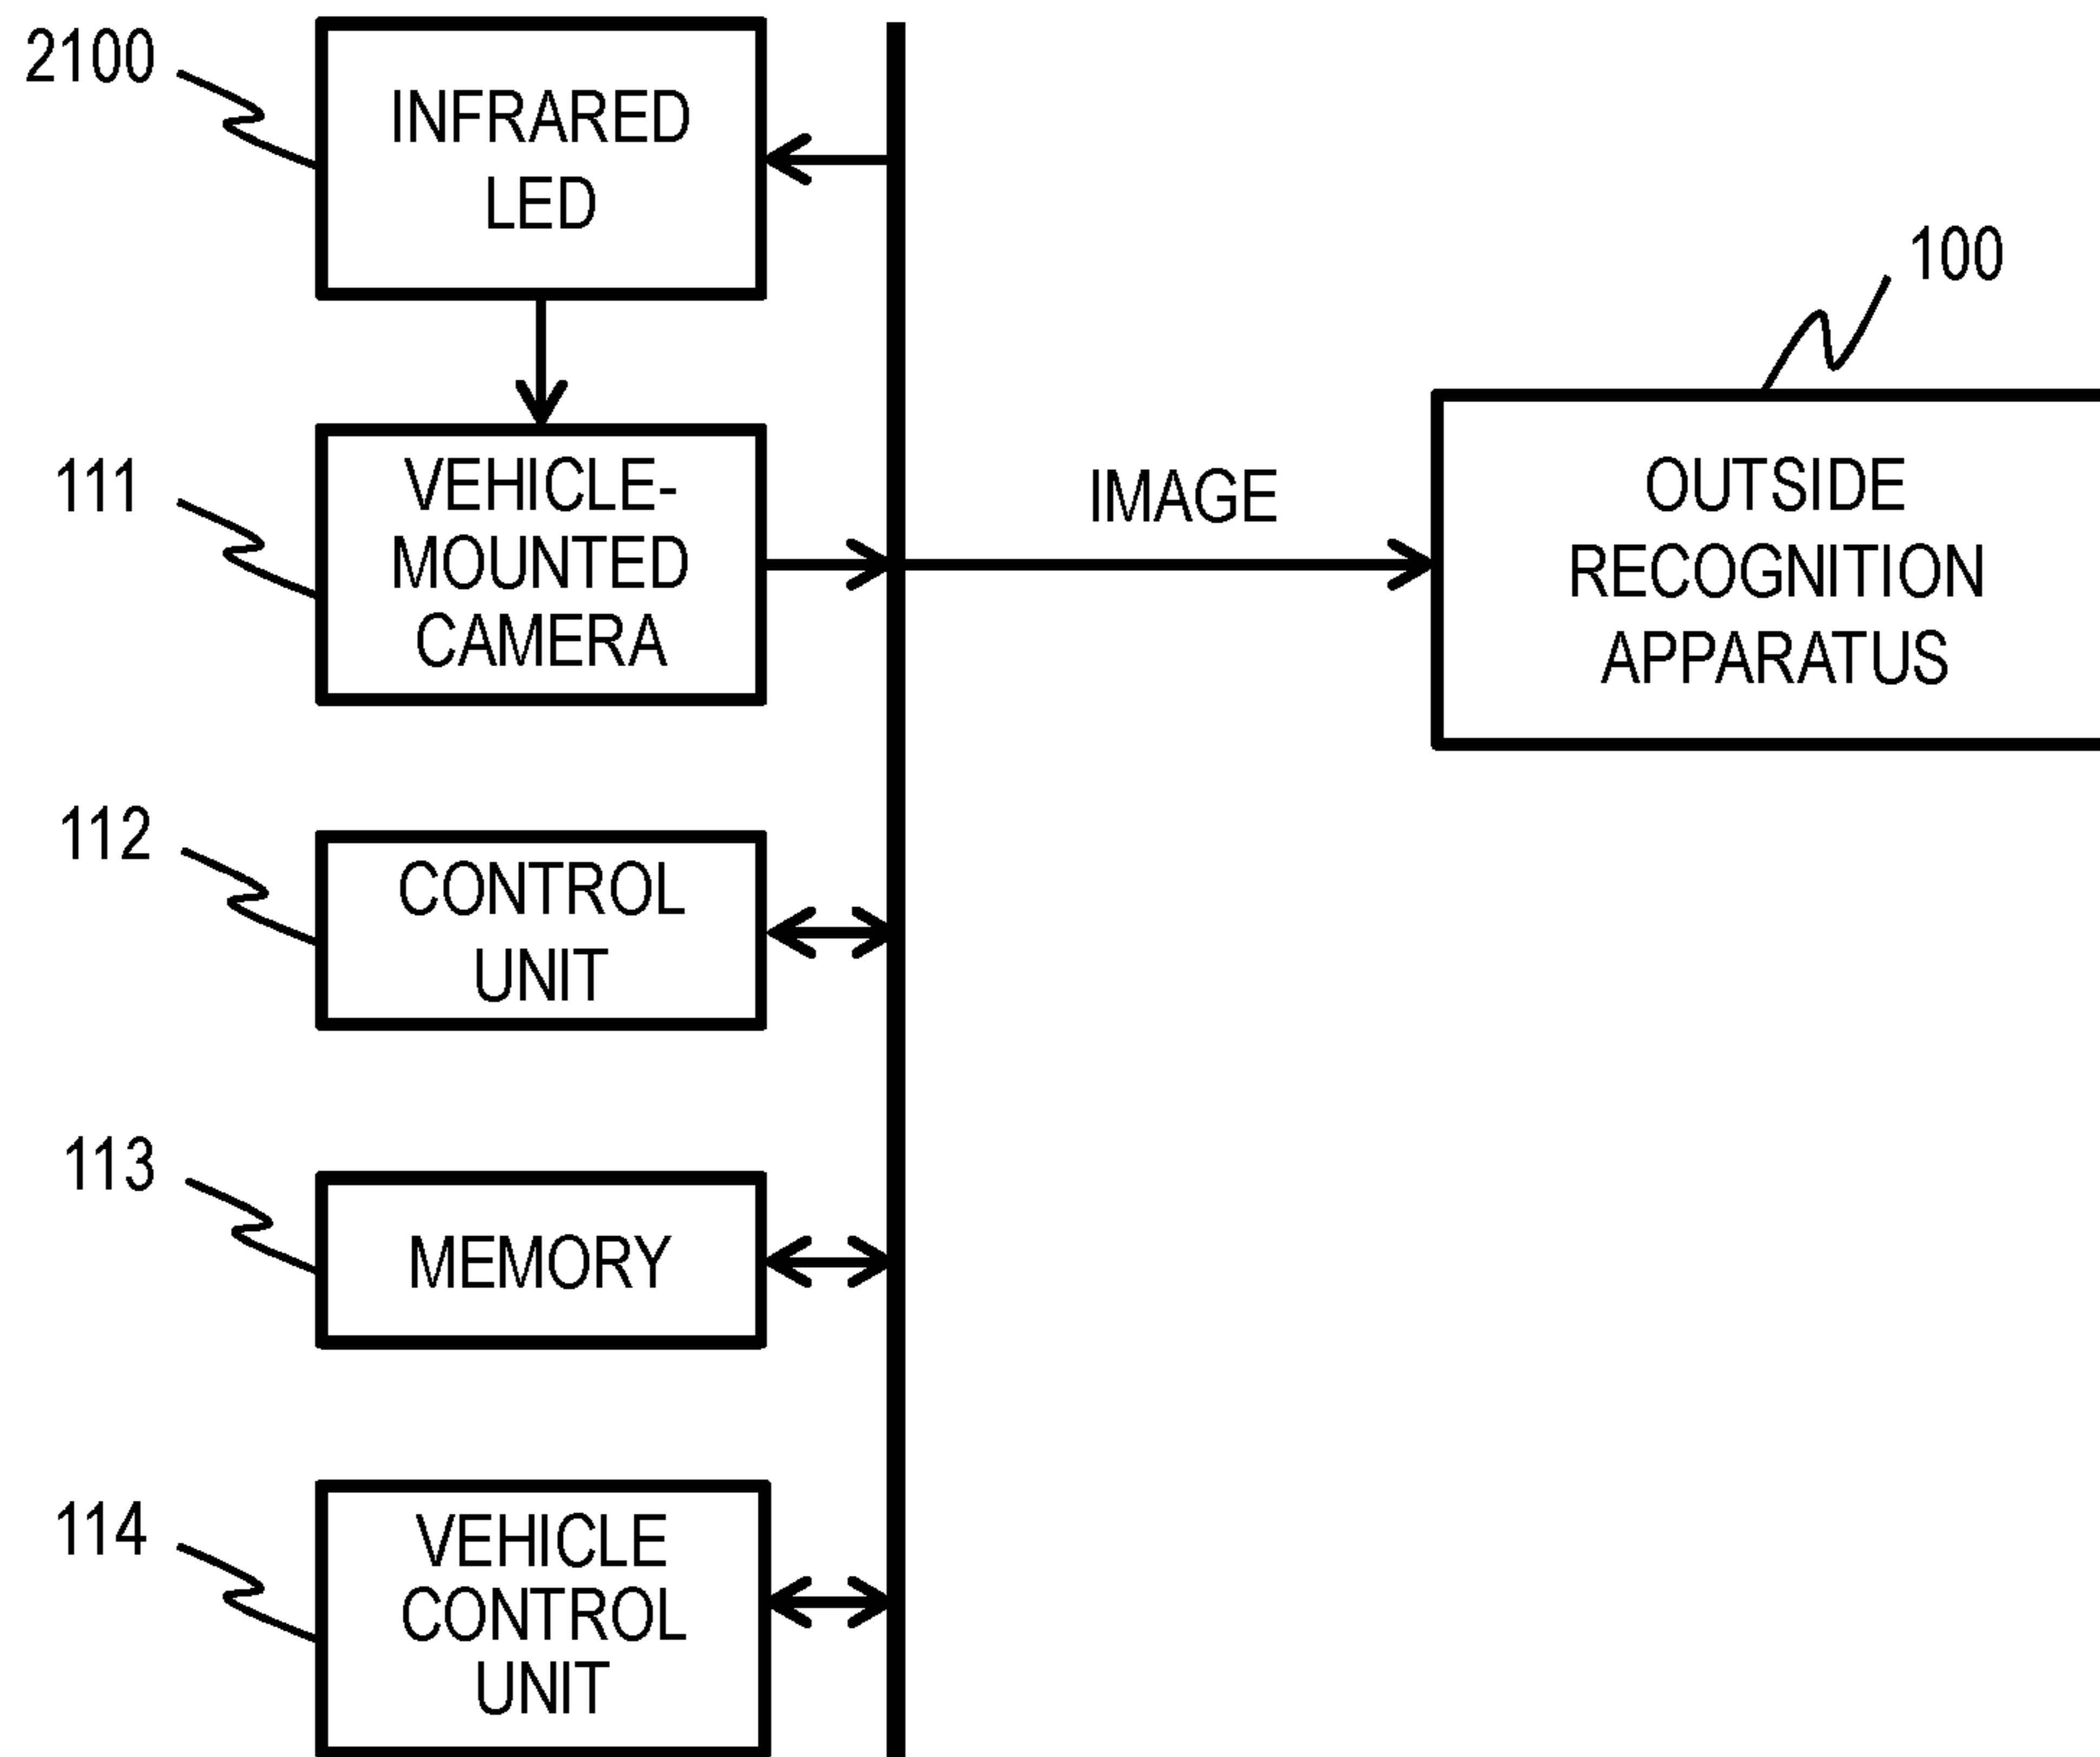 2100
INFRARED
LED
100
111
VEHICLE-
MOUNTED
CAMERA
IMAGE
OUTSIDE
RECOGNITION
APPARATUS
112
CONTROL
UNIT
113
MEMORY
114
VEHICLE
CONTROL
UNIT